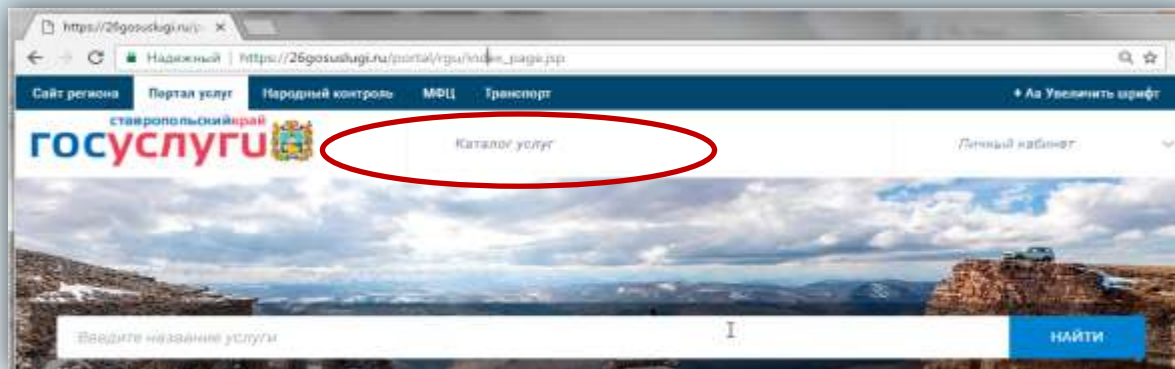 https://26gosuslugi.ru/p
Надежный | https://26gosuslugi.ru/portal/rgu/index_page.jsp
Сайт региона Портал услуг Народный контроль МФЦ Транспорт + Аа Увеличить шрифт
ставропольскийкрай
госуслуги Каталог услуг Личный кабинет
Введите название услуги НАЙТИ